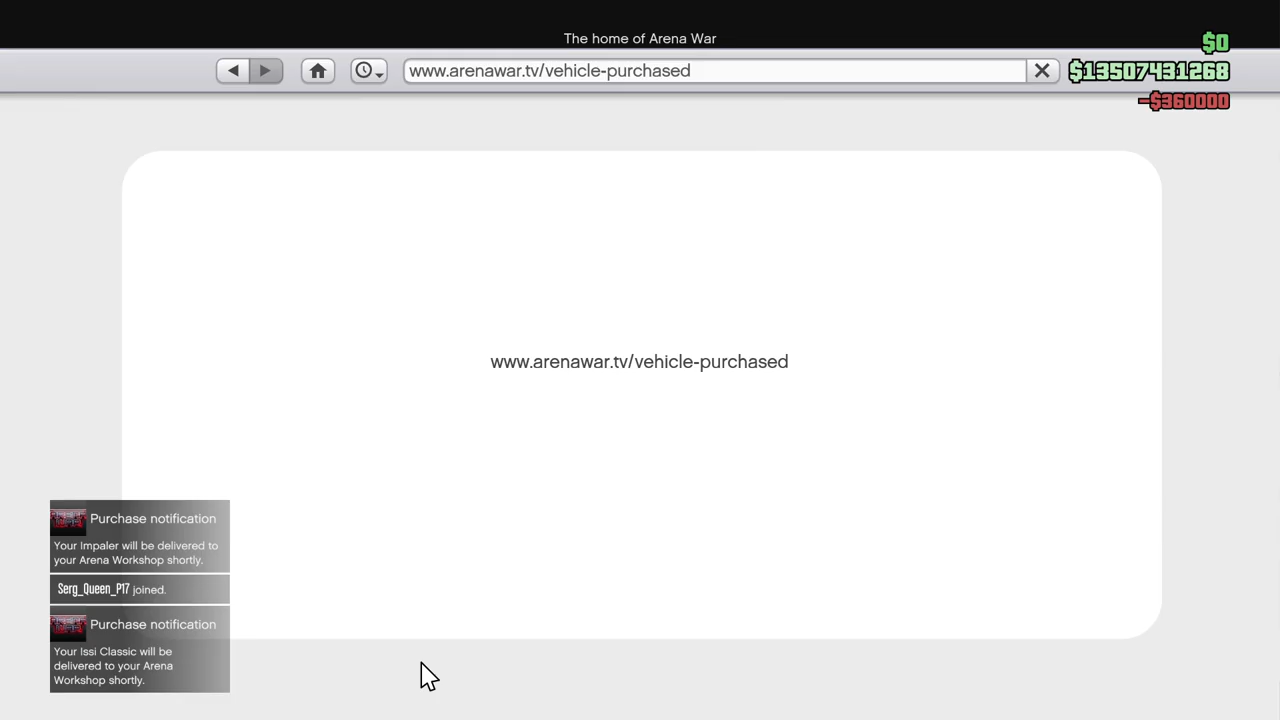 The home of Arena War
$0
www.arenawar.tv/vehicle-purchased
$13507431268
-$360000
www.arenawar.tv/vehicle-purchased
Purchase notification
Your Impaler will be delivered to
your Arena Workshop shortly.
Serg_Queen_P17 joined.
Purchase notification
Your Issi Classic will be
delivered to your Arena
Workshop shortly.